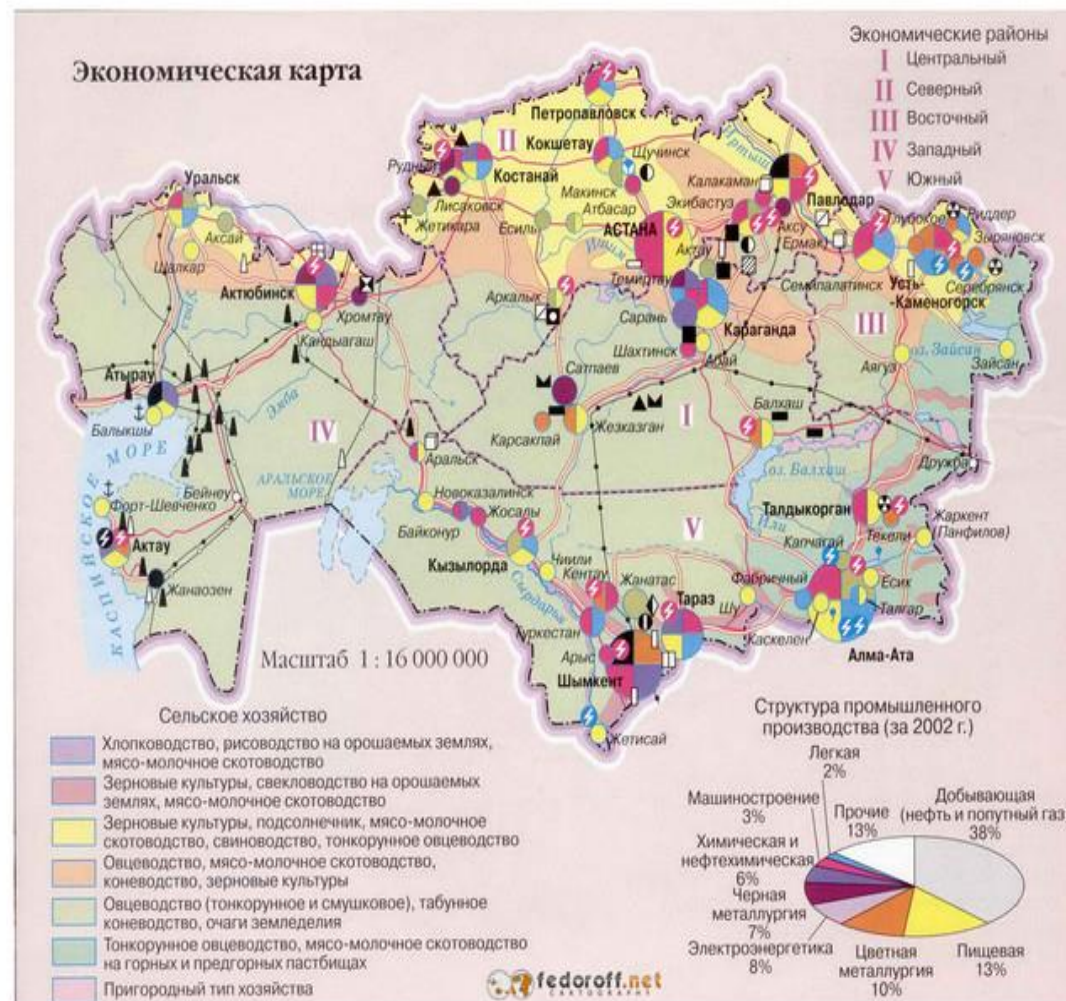 Экономическая карта
Экономические районы
I Центральный
II Северный
III Восточный
IV Западный
V Южный
Петропавловск
II
Кокшетау
Щучинск
Иртыш
Рудный
Костанай
Макинск
Калакаман
Павлодар
Уральск
Лисаковск
Атбасар
Экибастуз
Глубокое
Риддер
Жетикара
Есиль
АСТАНА
Аксу
(Ермак)
Зыряновск
Аксай
Ишим
Актау
Шалкар
Темиртау
Семипалатинск
Усть-
-Каменогорск
Серебрянск
Актюбинск
Аркалык
Хромтау
Сарань
Караганда
III
Кандыагаш
Шахтинск
Абай
оз. Зайсан
Атырау
Сатпаев
Аягуз
Зайсан
Эмба
I
Балхаш
Балыкшы
IV
Карсакпай
Жезказган
Аральск
оз. Балхаш
Дружба
КАСПИЙСКОЕ МОРЕ
Бейнеу
АРАЛЬСКОЕ
МОРЕ
Новоказалинск
Форт-Шевченко
Талдыкорган
Байконур
Жосалы
V
Или
Жаркент
(Панфилов)
Актау
Капчагай
Текели
Кызылорда
Чиили
Жанаозен
Кентау
Жанатас
Фабричный
Есик
Сырдарья
Тараз
Шу
Талгар
Туркестан
Каскелен
Арыс
Алма-Ата
Масштаб 1 : 16 000 000
Шымкент
Жетисай
Сельское хозяйство
Хлопководство, рисоводство на орошаемых землях,
мясо-молочное скотоводство
Зерновые культуры, свекловодство на орошаемых
землях, мясо-молочное скотоводство
Зерновые культуры, подсолнечник, мясо-молочное
скотоводство, свиноводство, тонкорунное овцеводство
Овцеводство, мясо-молочное скотоводство,
коневодство, зерновые культуры
Овцеводство (тонкорунное и смушковое), табунное
коневодство, очаги земледелия
Тонкорунное овцеводство, мясо-молочное скотоводство
на горных и предгорных пастбищах
Пригородный тип хозяйства
Структура промышленного
производства (за 2002 г.)
Легкая
2%
Машиностроение
3%
Прочие
13%
Добывающая
(нефть и попутный газ
38%
Химическая и
нефтехимическая
6%
Черная
металлургия
7%
Электроэнергетика
8%
Цветная
металлургия
10%
Пищевая
13%
fedoroff.net
CARTOGRAPHY